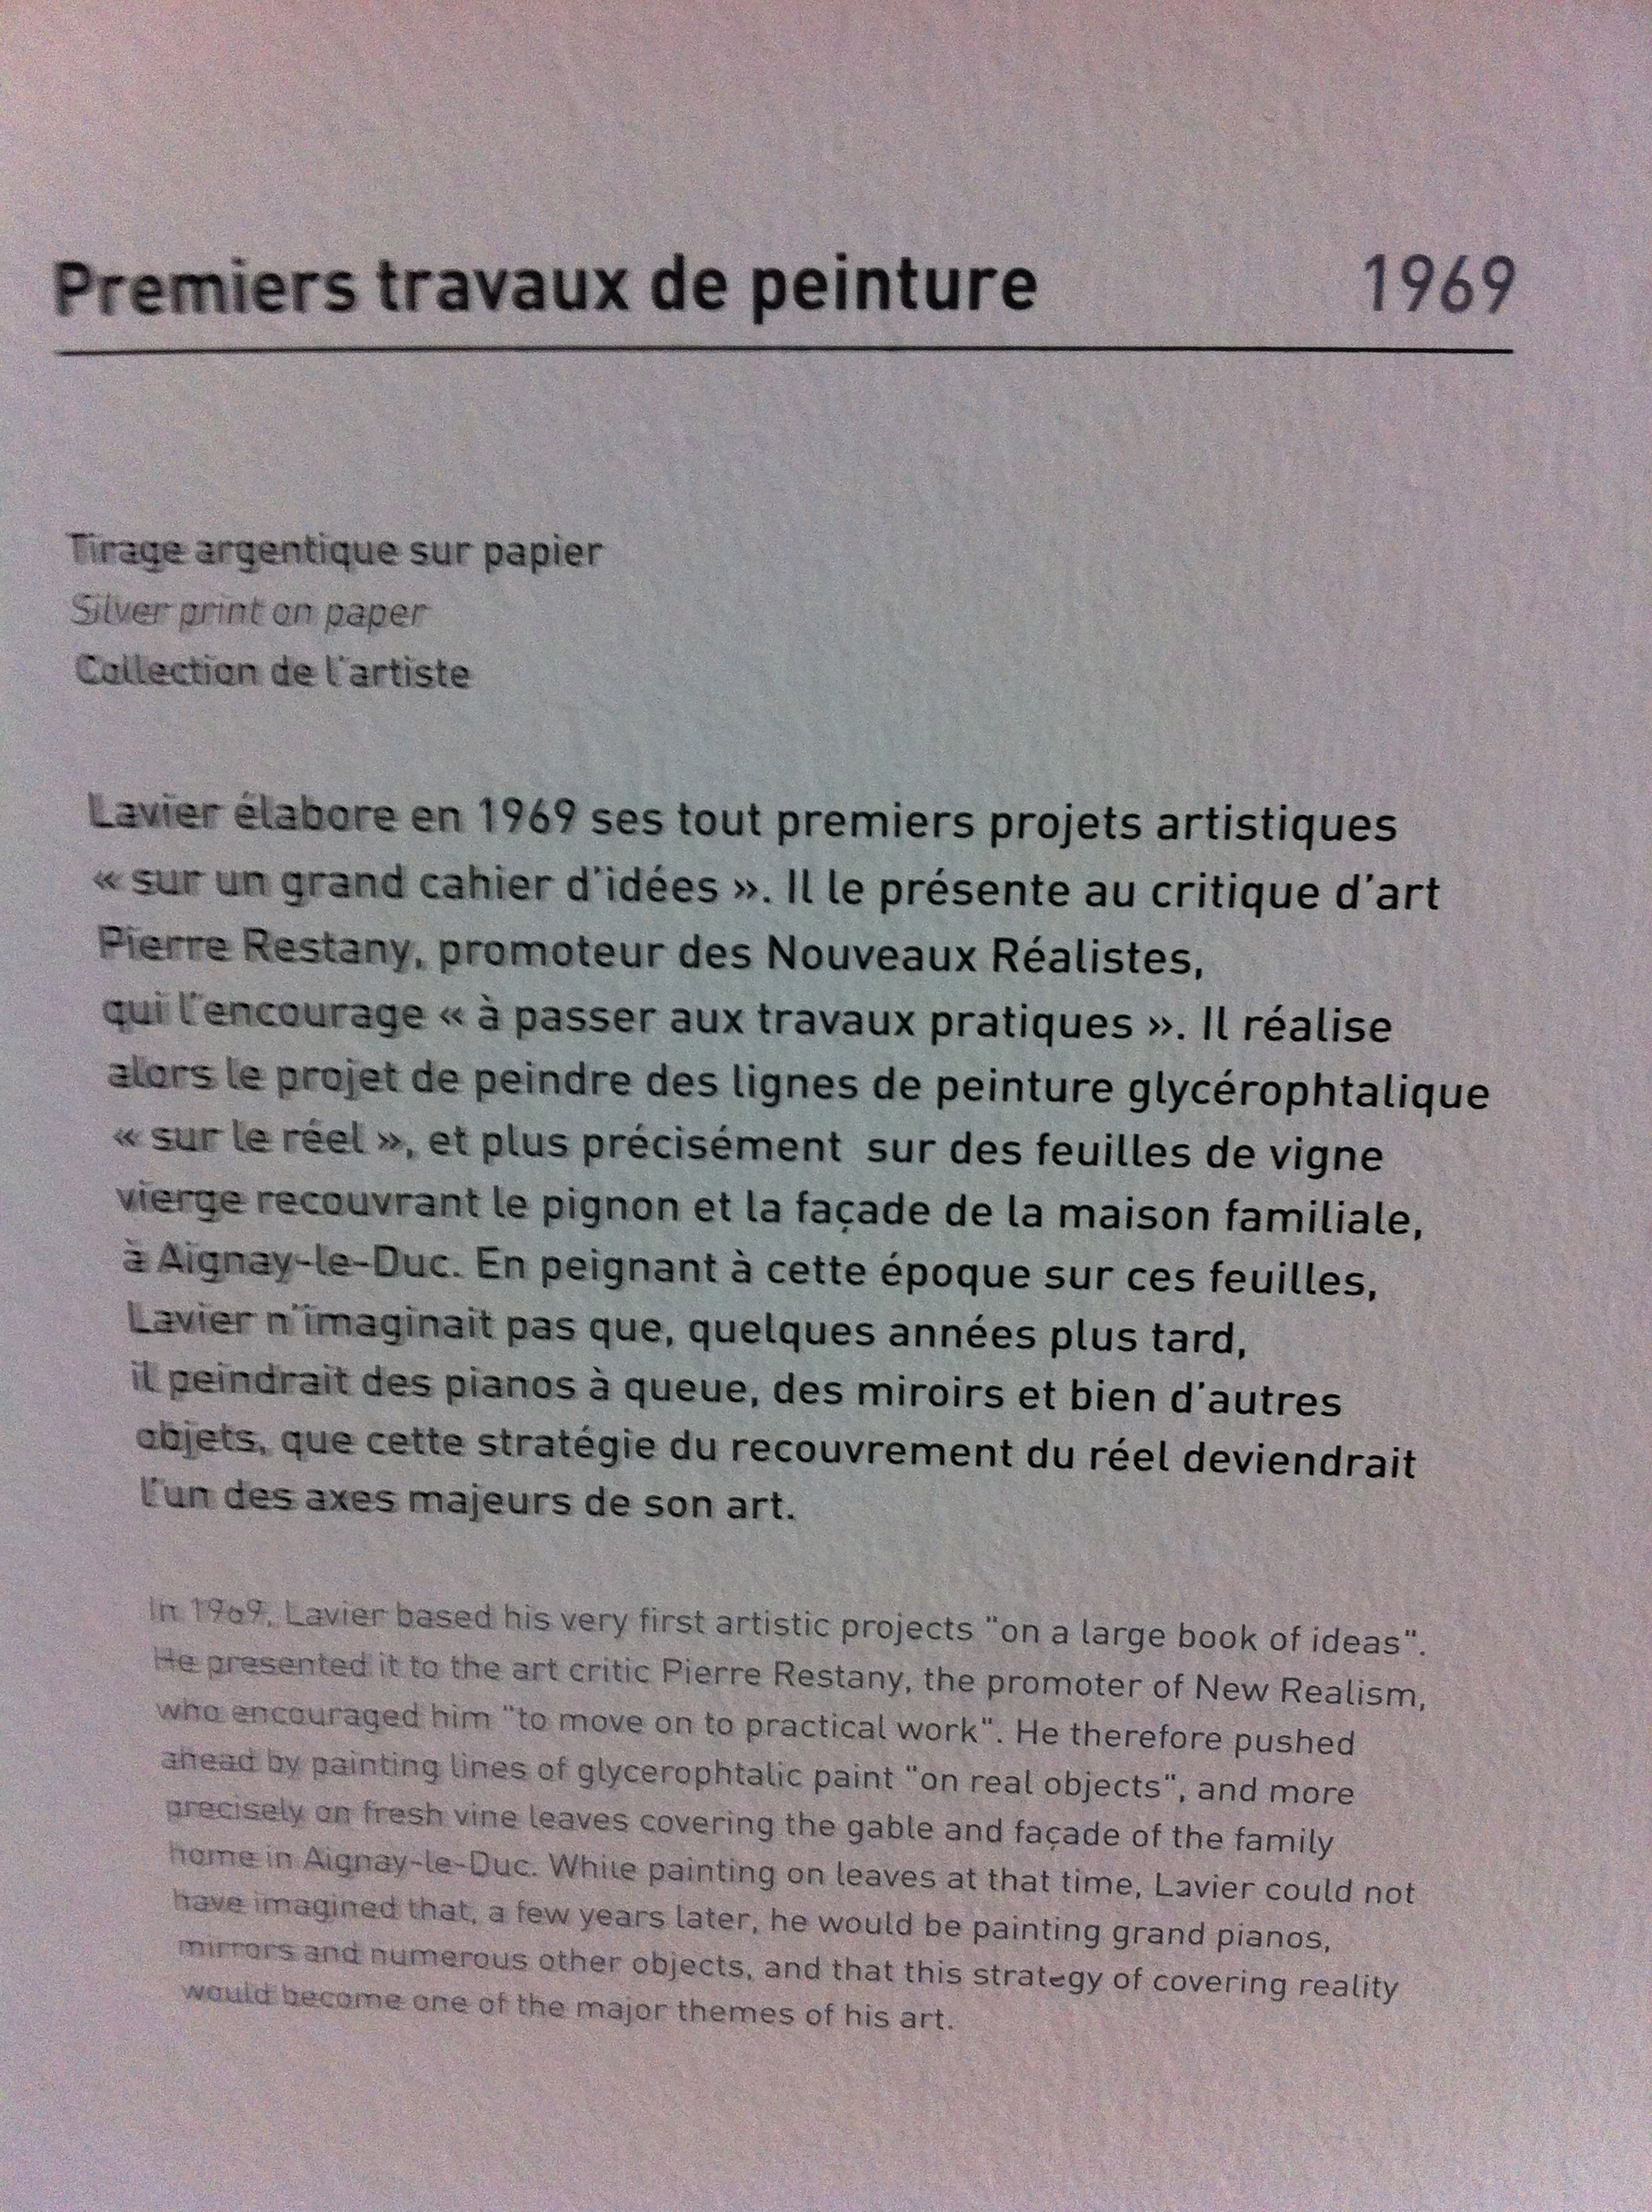 Premiers travaux de peinture 1969
Tirage argentique sur papier
Silver print on paper
Collection de l'artiste
Lavier élabore en 1969 ses tout premiers projets artistiques
« sur un grand cahier d'idées ». Il le présente au critique d'art
Pierre Restany, promoteur des Nouveaux Réalistes,
qui l'encourage « à passer aux travaux pratiques ». Il réalise
alors le projet de peindre des lignes de peinture glycérophtalique
« sur le réel », et plus précisément sur des feuilles de vigne
vierge recouvrant le pignon et la façade de la maison familiale,
à Aignay-le-Duc. En peignant à cette époque sur ces feuilles,
Lavier n'imaginait pas que, quelques années plus tard,
il peindrait des pianos à queue, des miroirs et bien d'autres
objets, que cette stratégie du recouvrement du réel deviendrait
l'un des axes majeurs de son art.
In 1969, Lavier based his very first artistic projects "on a large book of ideas".
He presented it to the art critic Pierre Restany, the promoter of New Realism,
who encouraged him "to move on to practical work". He therefore pushed
ahead by painting lines of glycerophtalic paint "on real objects", and more
precisely on fresh vine leaves covering the gable and façade of the family
home in Aignay-le-Duc. While painting on leaves at that time, Lavier could not
have imagined that, a few years later, he would be painting grand pianos,
mirrors and numerous other objects, and that this strategy of covering reality
would become one of the major themes of his art.